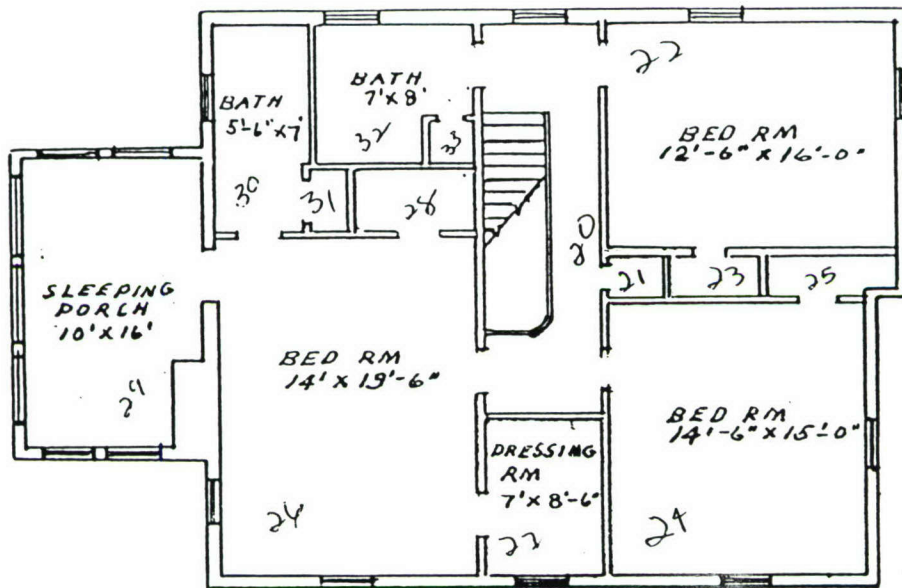 BATH
5'-6" X 7'
30
31
BATH
7' X 8'
32
33
28
22
BED RM
12'-6" X 16'-0"
20
21
23
25
SLEEPING
PORCH
10' X 16'
29
BED RM
14' X 19'-6"
26
DRESSING
RM
7' X 8'-6"
BED RM
14'-6" X 15'-0"
24